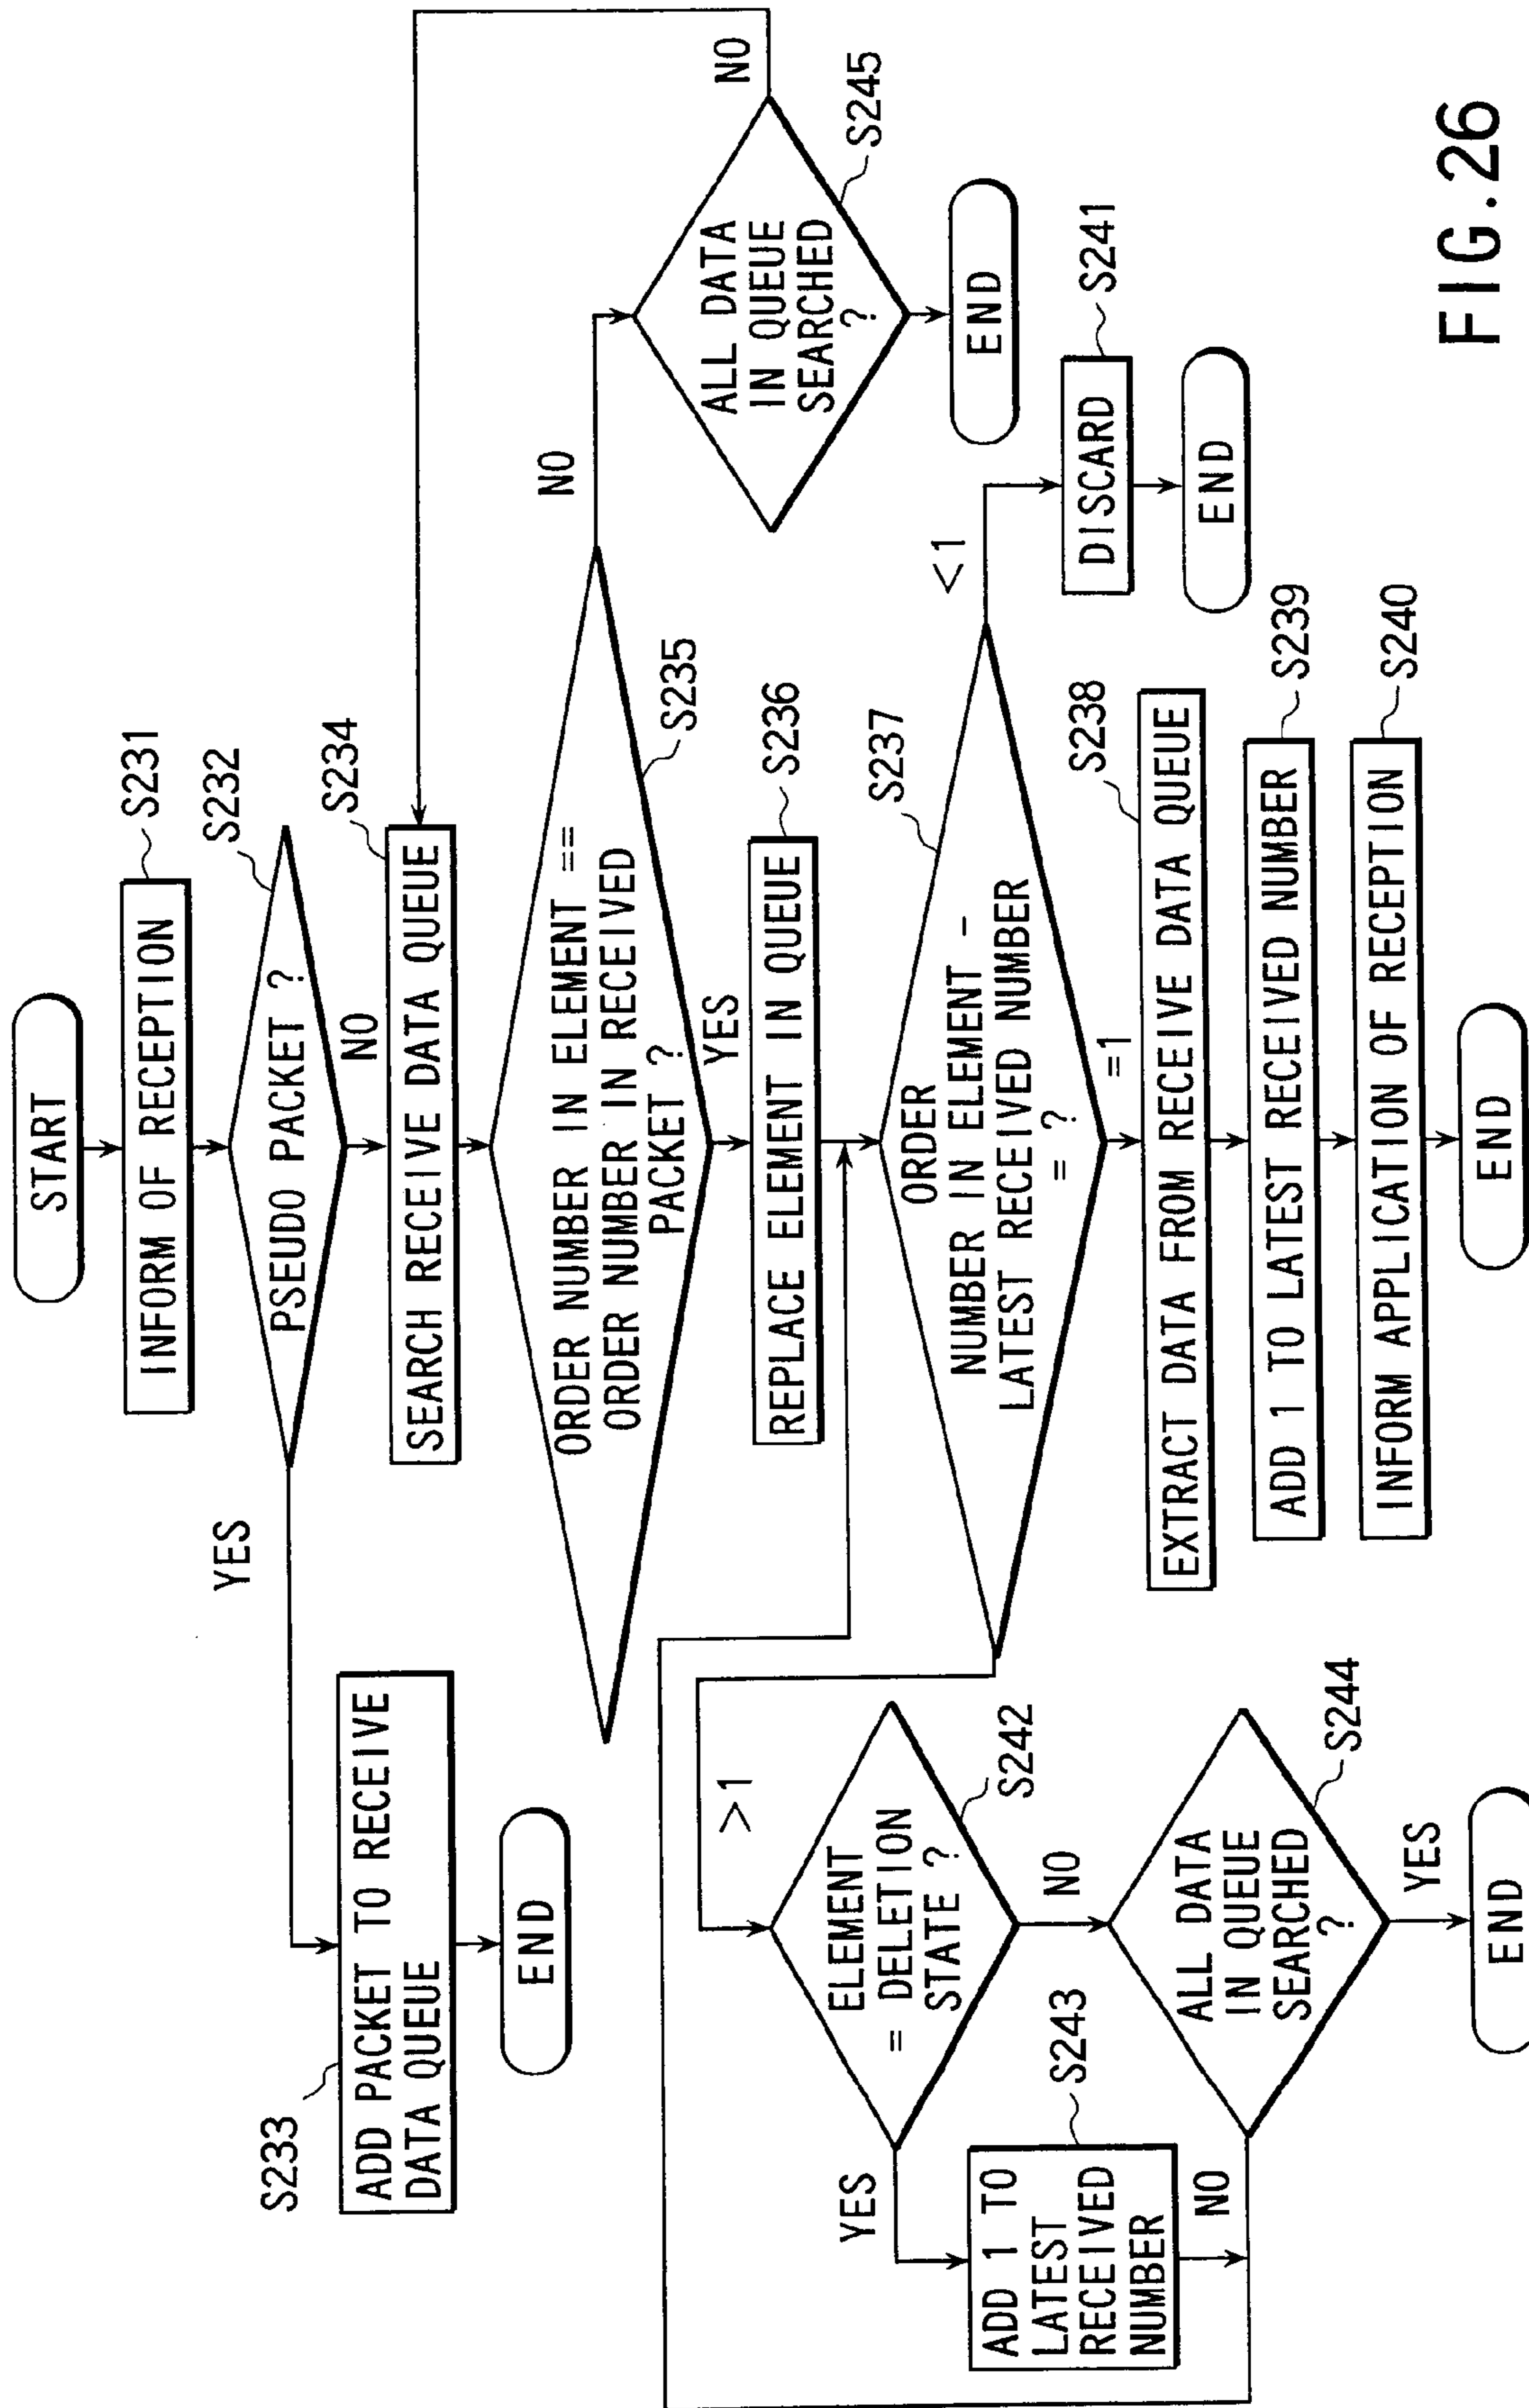 START
INFORM OF RECEPTION
S231
PSEUDO PACKET ?
S232
YES
NO
S233
ADD PACKET TO RECEIVE
DATA QUEUE
END
SEARCH RECEIVE DATA QUEUE
S234
ORDER NUMBER IN ELEMENT ==
ORDER NUMBER IN RECEIVED
PACKET ?
S235
NO
YES
ALL DATA
IN QUEUE
SEARCHED
?
S245
NO
END
REPLACE ELEMENT IN QUEUE
S236
ORDER
NUMBER IN ELEMENT -
LATEST RECEIVED NUMBER
= ?
S237
<1
=1
>1
DISCARD
S241
END
EXTRACT DATA FROM RECEIVE DATA QUEUE
S238
ADD 1 TO LATEST RECEIVED NUMBER
S239
INFORM APPLICATION OF RECEPTION
S240
END
ELEMENT
= DELETION
STATE ?
S242
YES
NO
ADD 1 TO
LATEST
RECEIVED
NUMBER
S243
ALL DATA
IN QUEUE
SEARCHED
?
S244
NO
YES
END
FIG.26